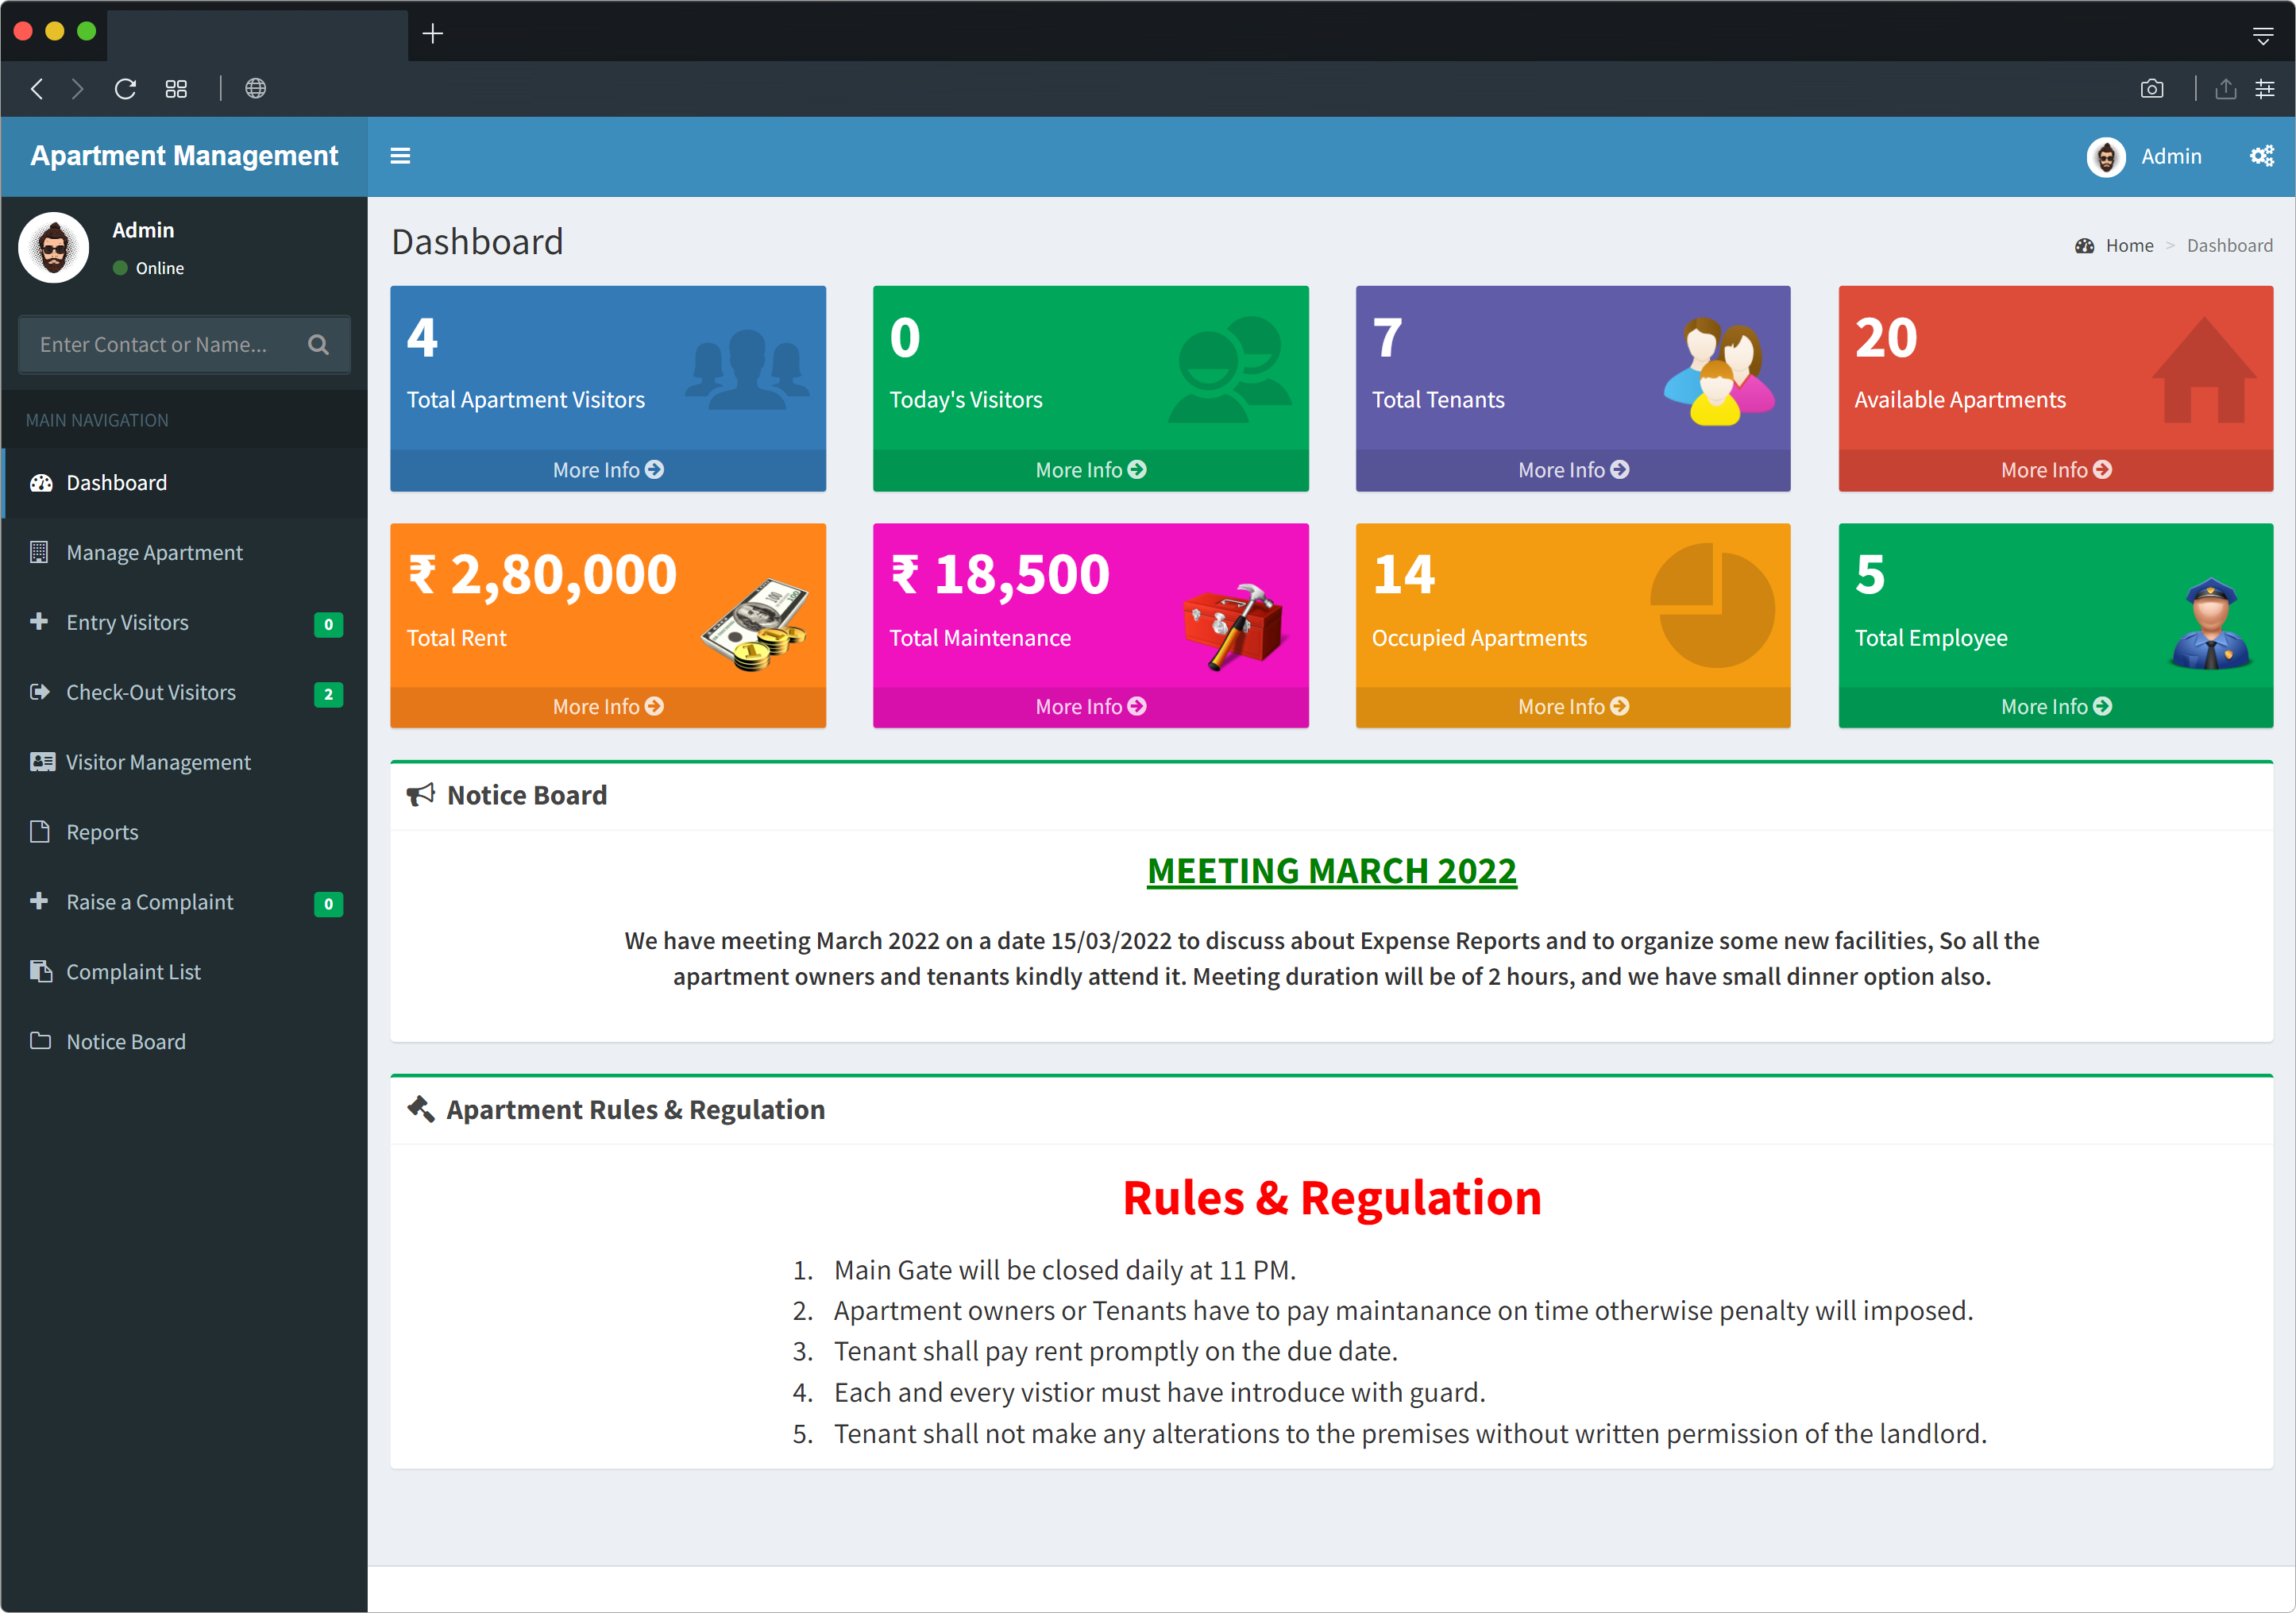 Apartment Management
Admin
Admin
Online
Enter Contact or Name...
MAIN NAVIGATION
Dashboard
Manage Apartment
Entry Visitors 0
Check-Out Visitors 2
Visitor Management
Reports
Raise a Complaint 0
Complaint List
Notice Board
Dashboard
Home > Dashboard
4
Total Apartment Visitors
More Info
0
Today's Visitors
More Info
7
Total Tenants
More Info
20
Available Apartments
More Info
₹ 2,80,000
Total Rent
More Info
₹ 18,500
Total Maintenance
More Info
14
Occupied Apartments
More Info
5
Total Employee
More Info
Notice Board
MEETING MARCH 2022
We have meeting March 2022 on a date 15/03/2022 to discuss about Expense Reports and to organize some new facilities, So all the
apartment owners and tenants kindly attend it. Meeting duration will be of 2 hours, and we have small dinner option also.
Apartment Rules & Regulation
Rules & Regulation
1. Main Gate will be closed daily at 11 PM.
2. Apartment owners or Tenants have to pay maintanance on time otherwise penalty will imposed.
3. Tenant shall pay rent promptly on the due date.
4. Each and every vistior must have introduce with guard.
5. Tenant shall not make any alterations to the premises without written permission of the landlord.